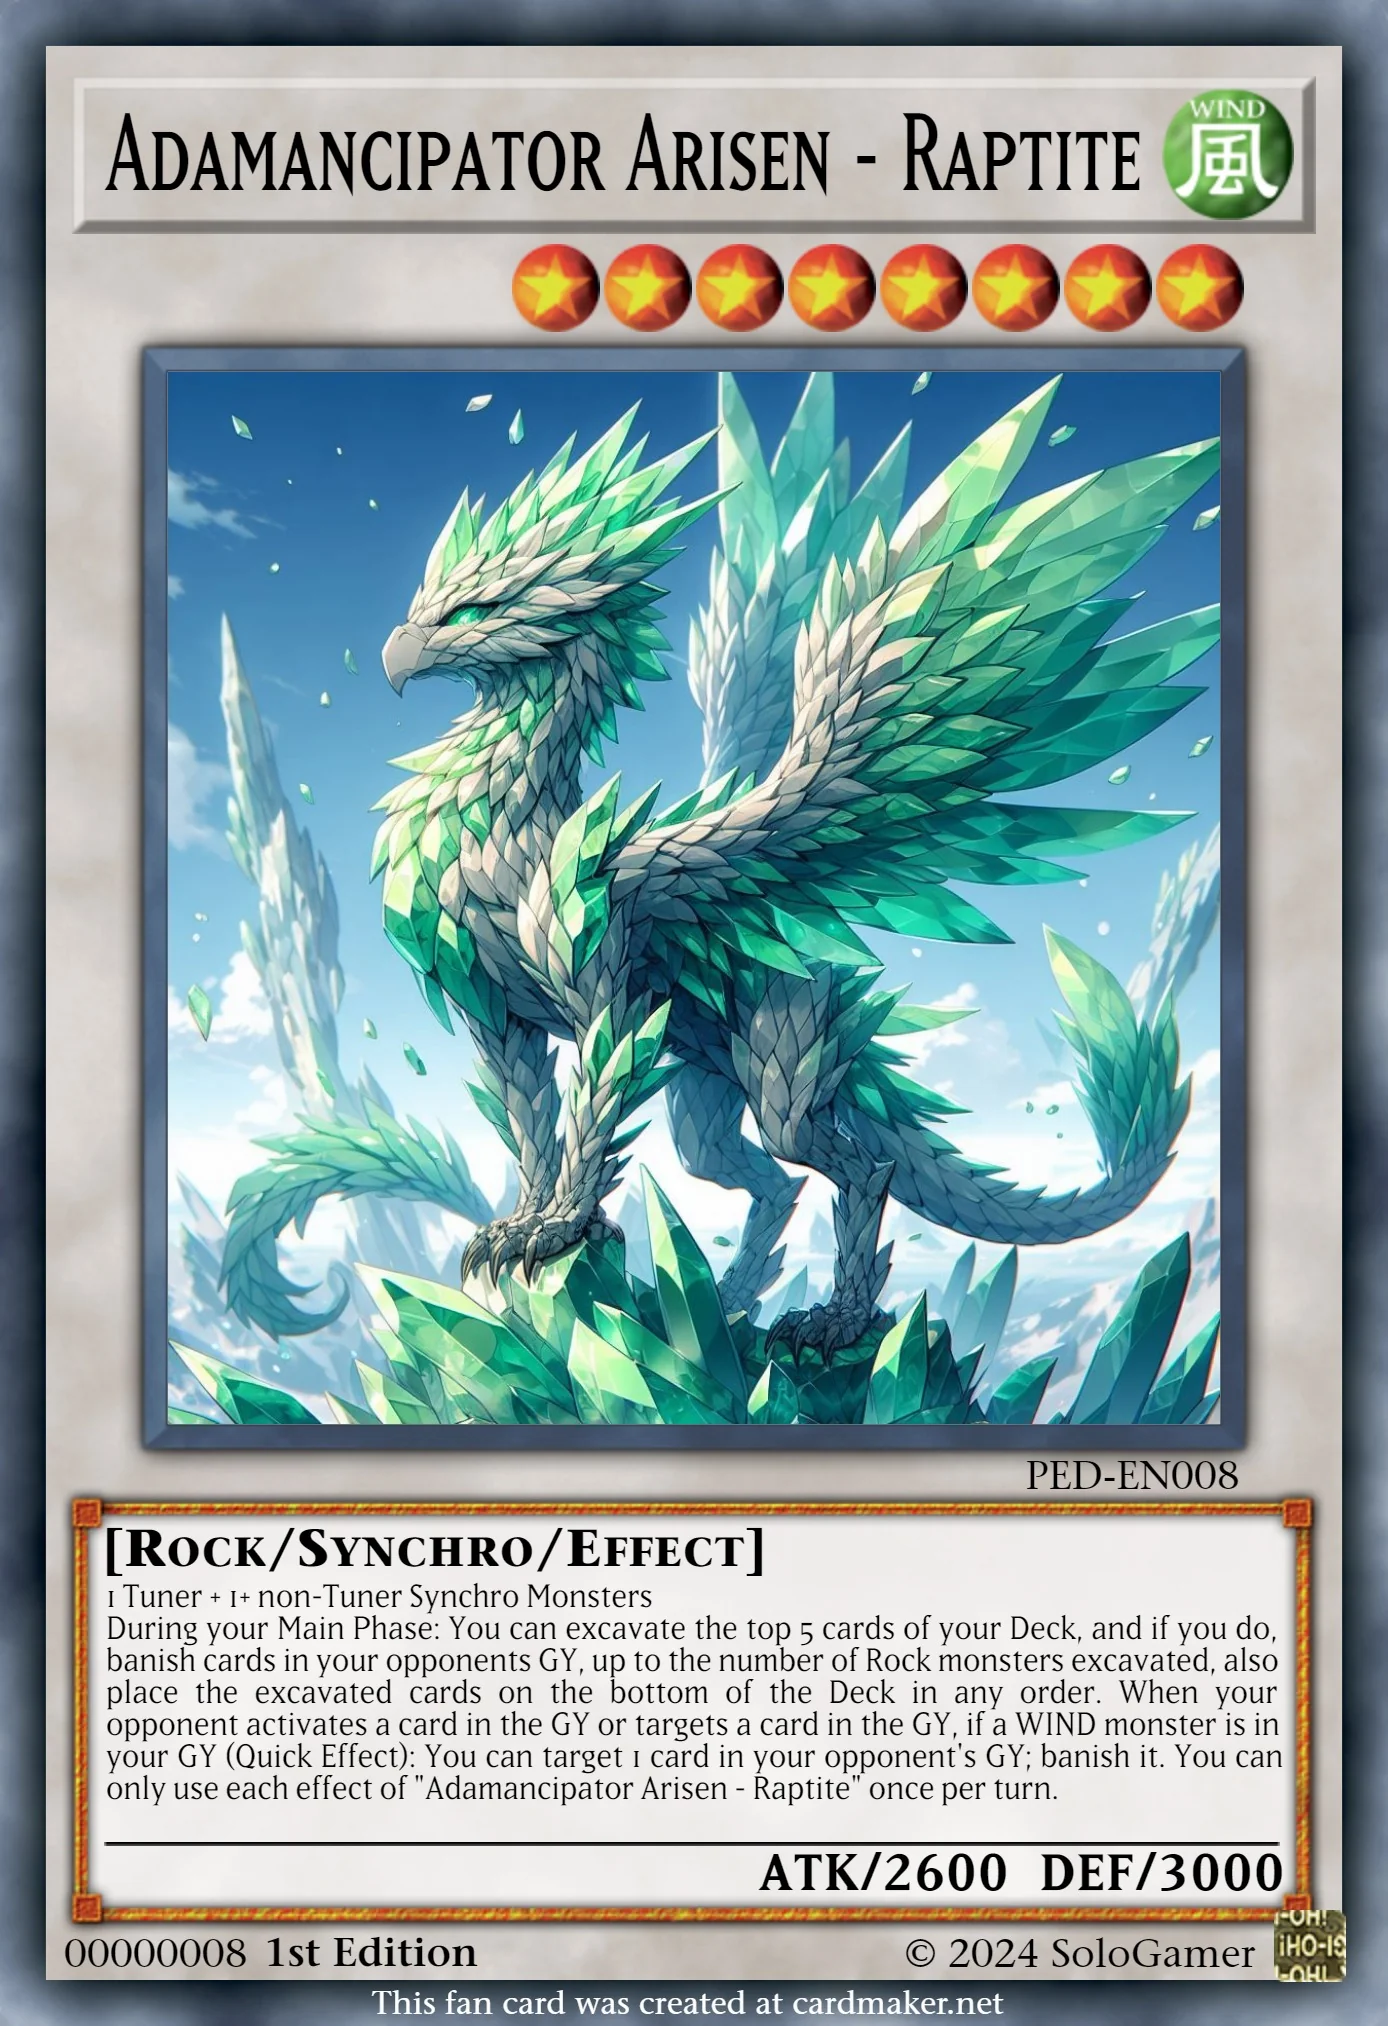 Adamancipator Arisen - Raptite
WIND
風
PED-EN008
[Rock/Synchro/Effect]
1 Tuner + 1+ non-Tuner Synchro Monsters
During your Main Phase: You can excavate the top 5 cards of your Deck, and if you do,
banish cards in your opponents GY, up to the number of Rock monsters excavated, also
place the excavated cards on the bottom of the Deck in any order. When your
opponent activates a card in the GY or targets a card in the GY, if a WIND monster is in
your GY (Quick Effect): You can target 1 card in your opponent's GY; banish it. You can
only use each effect of "Adamancipator Arisen - Raptite" once per turn.
ATK/2600 DEF/3000
00000008 1st Edition
© 2024 SoloGamer
This fan card was created at cardmaker.net